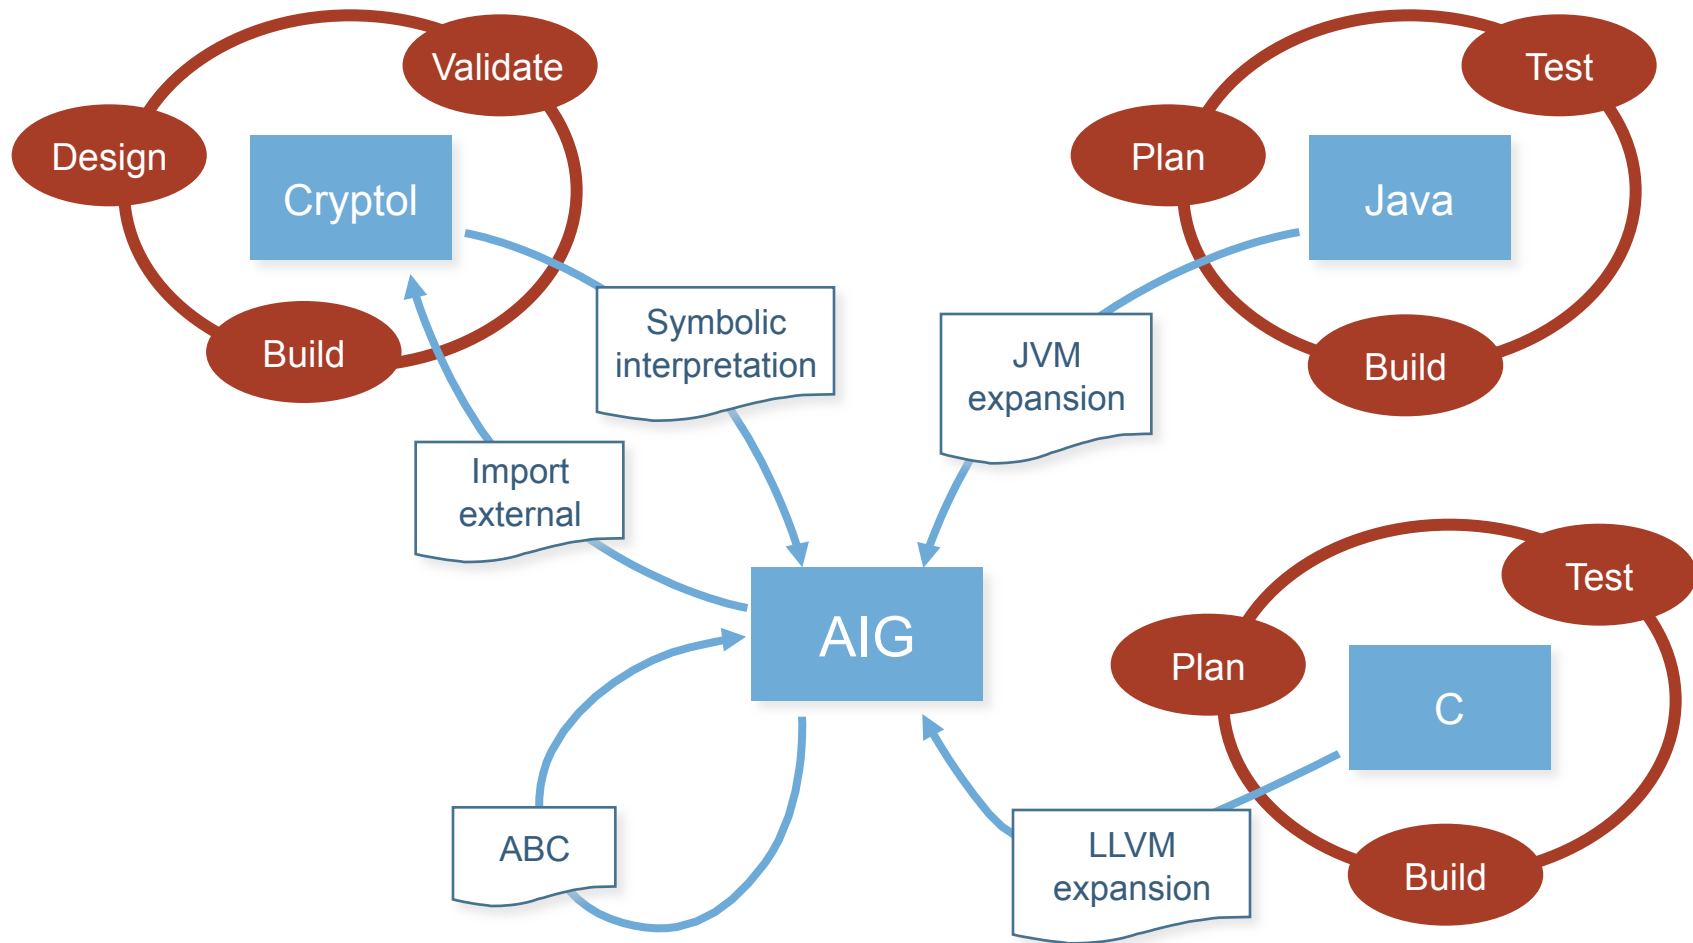 Validate
Design
Cryptol
Build
Symbolic
interpretation
Import
external
Test
Plan
Java
Build
JVM
expansion
AIG
Test
Plan
C
Build
LLVM
expansion
ABC